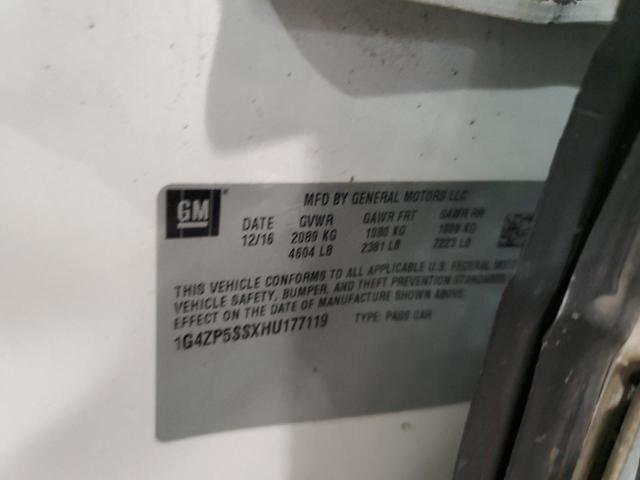 GM
MFD BY GENERAL MOTORS LLC
DATE GVWR GAWR FRT GAWR RR
12/16 2089 KG 1080 KG 1009 KG
4604 LB 2381 LB 2223 LB
THIS VEHICLE CONFORMS TO ALL APPLICABLE U.S. FEDERAL
VEHICLE SAFETY, BUMPER, AND THEFT PREVENTION STANDARDS
EFFECT ON THE DATE OF MANUFACTURE SHOWN ABOVE.
1G4ZP5SSXHU177119 TYPE: PASS CAR